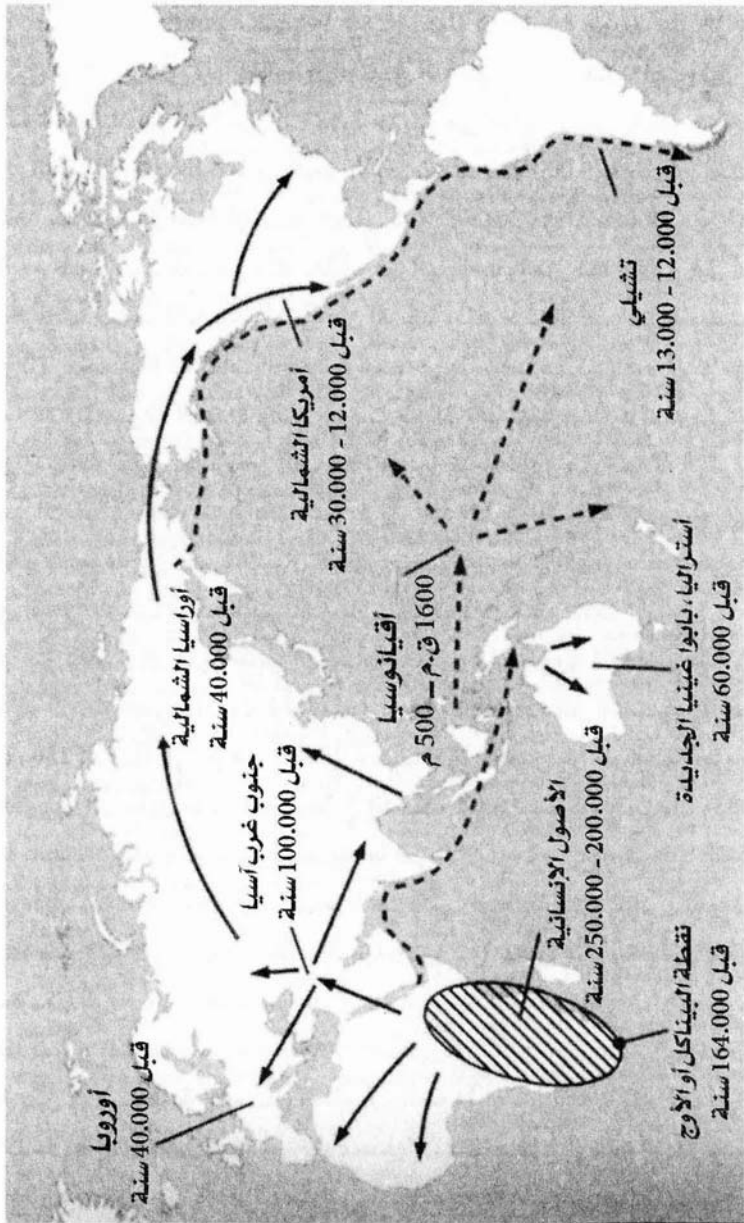 أوروبا
قبل 40.000 سنة
جنوب غرب آسيا
قبل 100.000 سنة
أوراسيا الشمالية
قبل 40.000 سنة
أمريكا الشمالية
قبل 12.000 - 30.000 سنة
أقيانوسيا
1600 ق.م – 500 م
الأصول الإنسانية
قبل 200.000 - 250.000 سنة
نقطة البيناكل أو الأوج
قبل 164.000 سنة
أستراليا، بابوا غينيا الجديدة
قبل 60.000 سنة
تشيلي
قبل 12.000 - 13.000 سنة